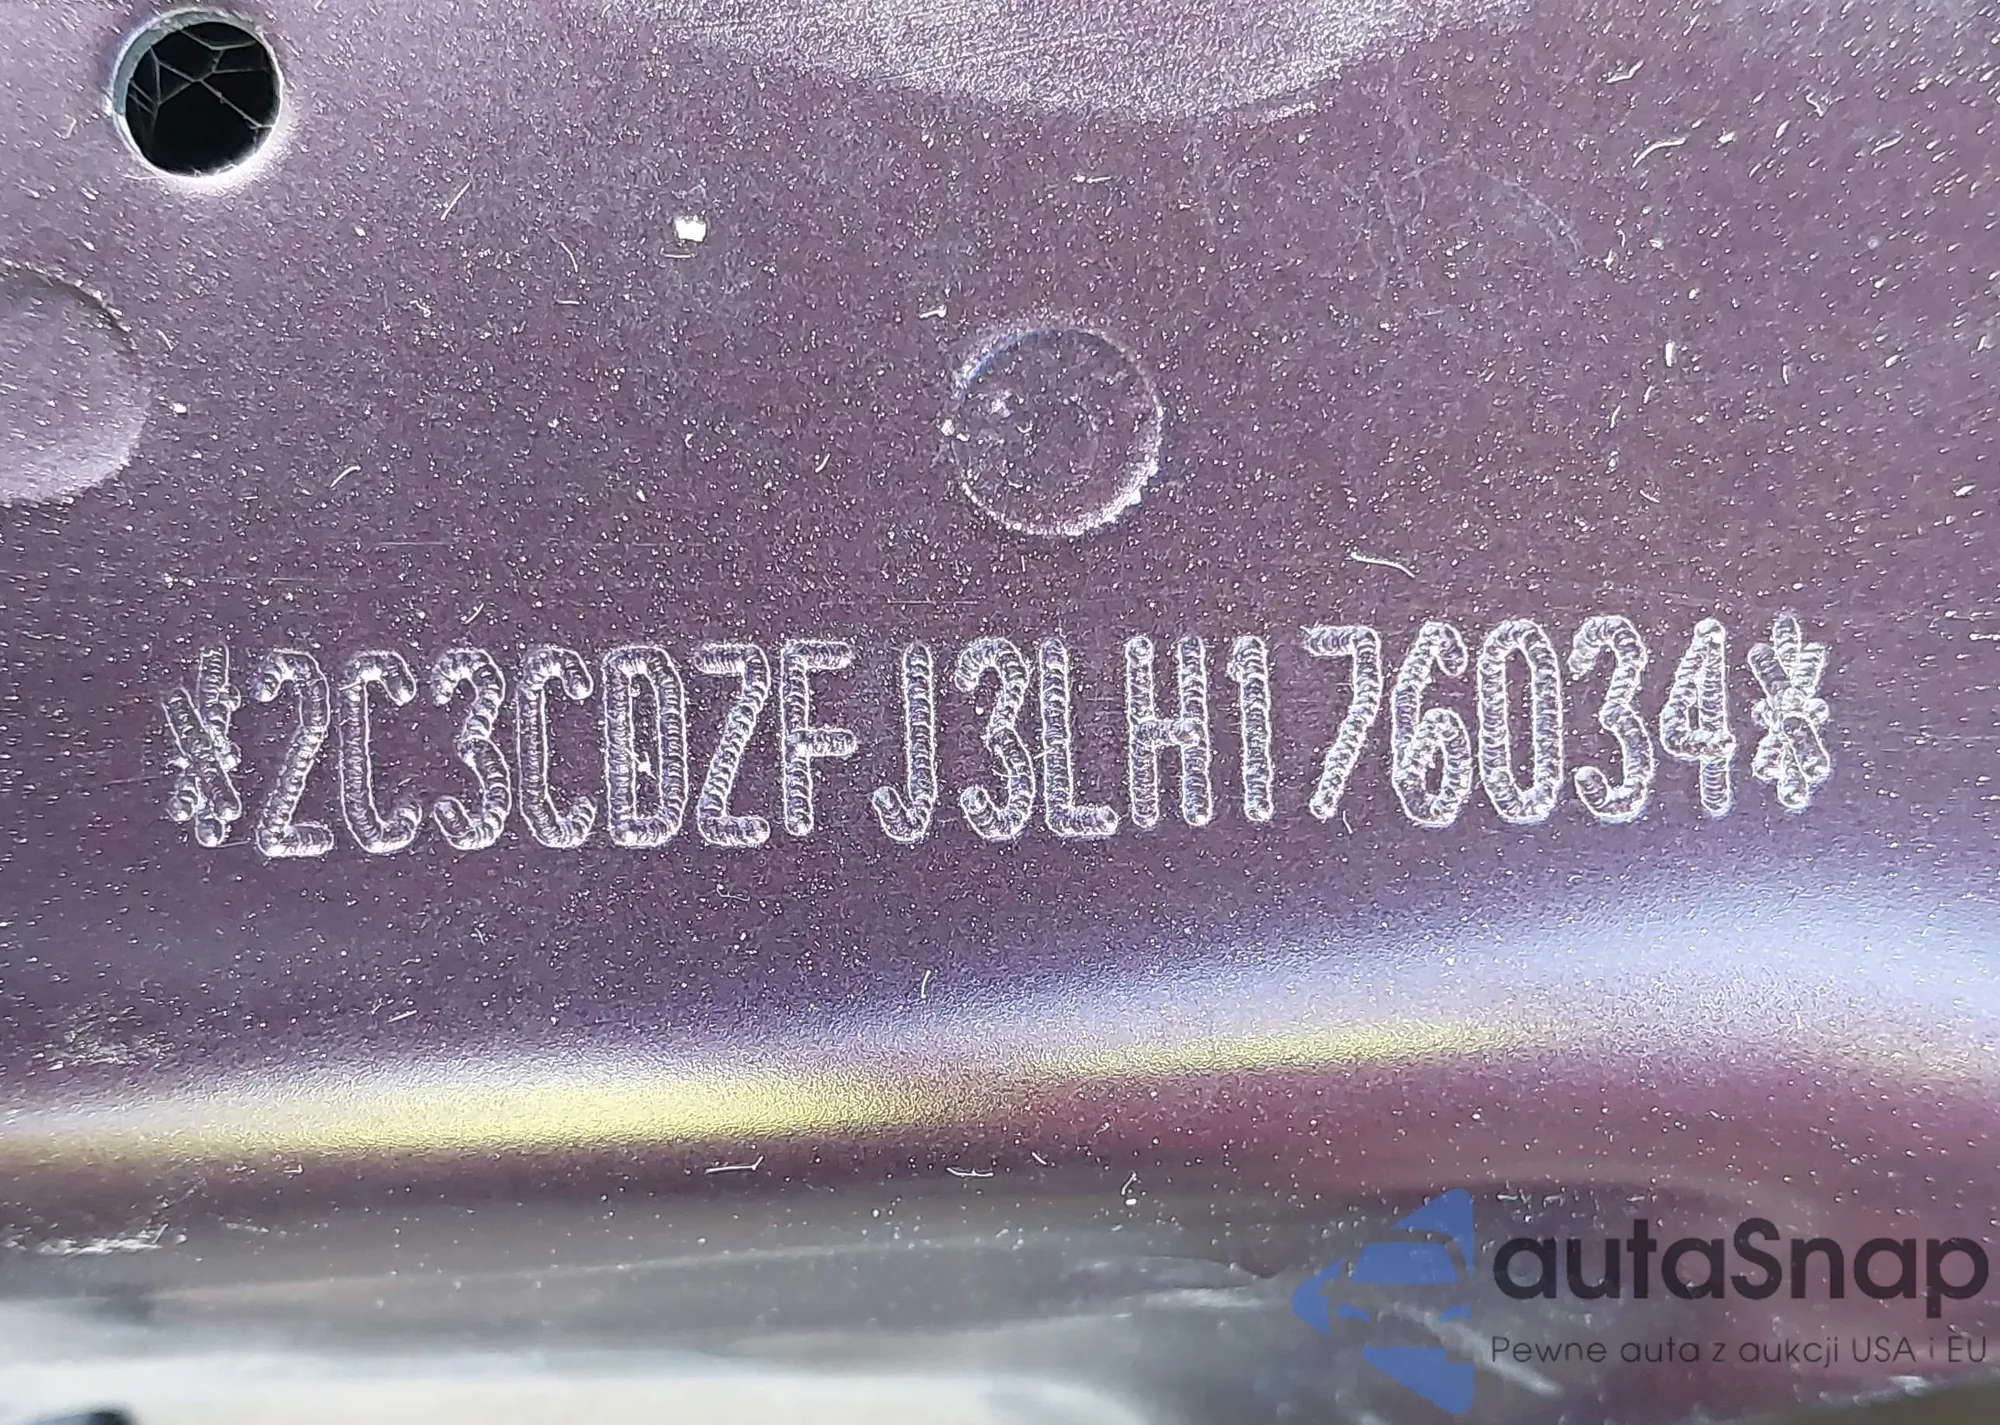 *2C3CDZFJ3LH176034*
autaSnap
Pewne auta z aukcji USA i EU